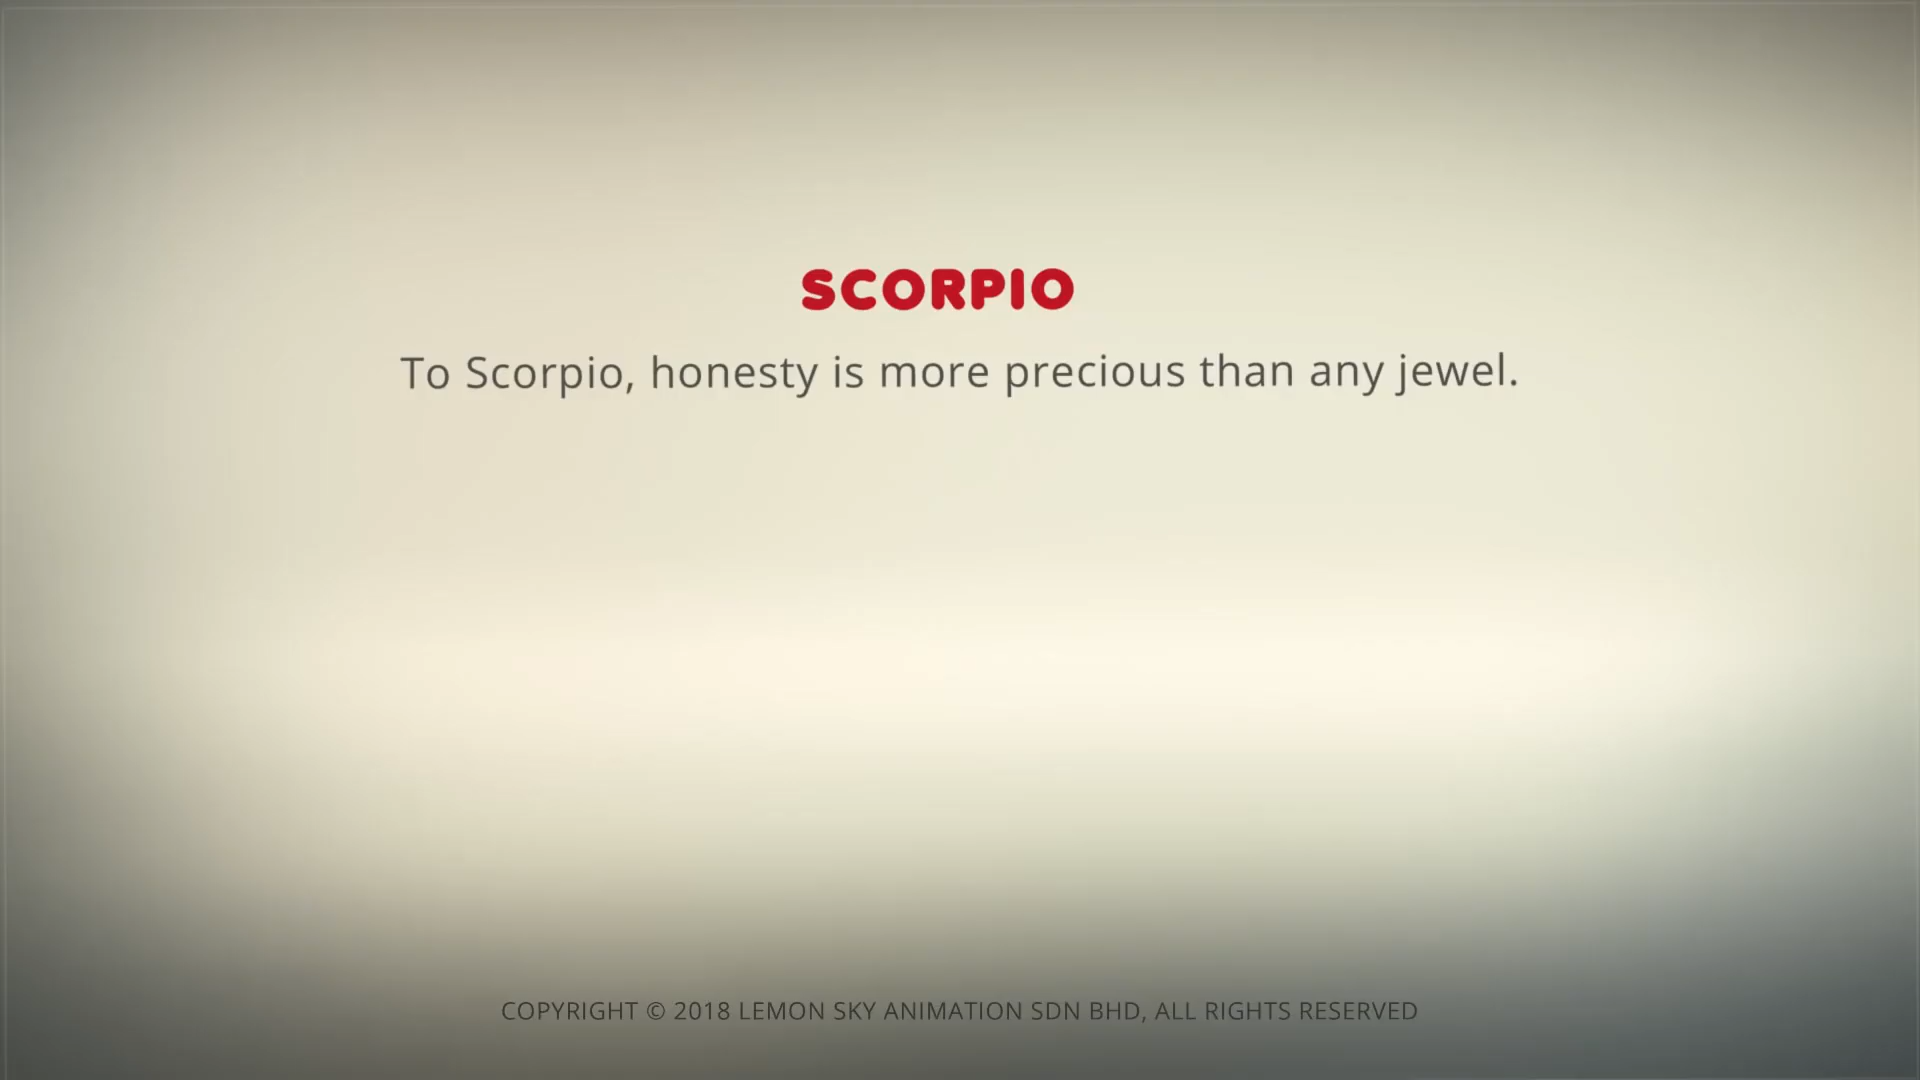 SCORPIO
To Scorpio, honesty is more precious than any jewel.
COPYRIGHT © 2018 LEMON SKY ANIMATION SDN BHD, ALL RIGHTS RESERVED